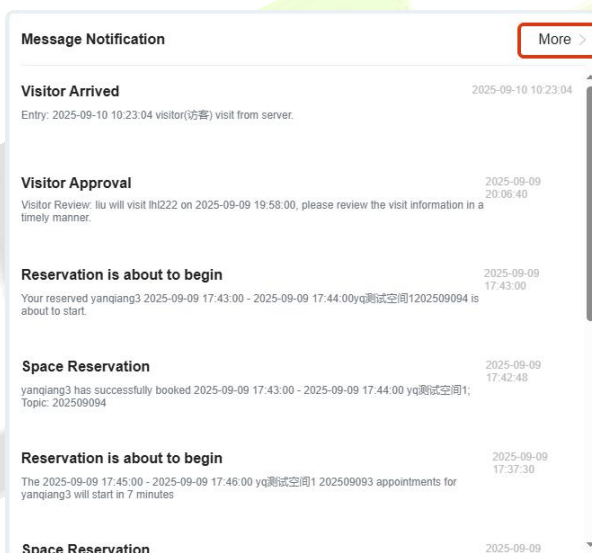 Message Notification
More >
Visitor Arrived
2025-09-10 10:23:04
Entry: 2025-09-10 10:23:04 visitor(访客) visit from server.
Visitor Approval
2025-09-09
20:06:40
Visitor Review: liu will visit lhl222 on 2025-09-09 19:58:00, please review the visit information in a
timely manner.
Reservation is about to begin
2025-09-09
17:43:00
Your reserved yanqiang3 2025-09-09 17:43:00 - 2025-09-09 17:44:00yq测试空间1202509094 is
about to start.
Space Reservation
2025-09-09
17:42:48
yanqiang3 has successfully booked 2025-09-09 17:43:00 - 2025-09-09 17:44:00 yq测试空间1;
Topic: 202509094
Reservation is about to begin
2025-09-09
17:37:30
The 2025-09-09 17:45:00 - 2025-09-09 17:46:00 yq测试空间1 202509093 appointments for
yanqiang3 will start in 7 minutes
Space Reservation
2025-09-09